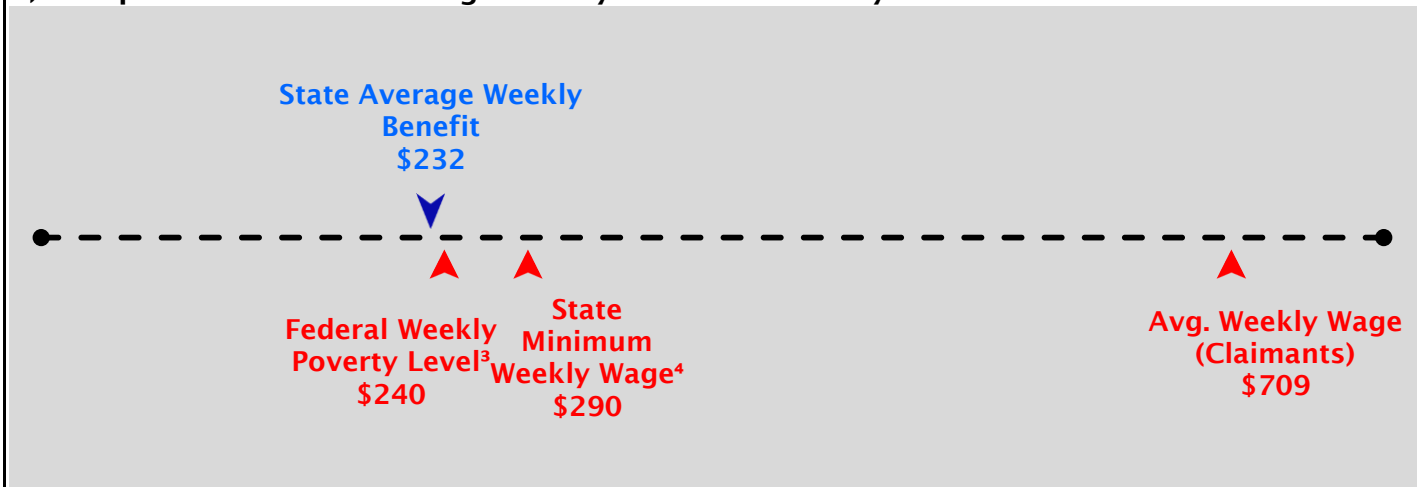 State Average Weekly
Benefit
$232
Federal Weekly
Poverty Level³
$240
State
Minimum
Weekly Wage⁴
$290
Avg. Weekly Wage
(Claimants)
$709